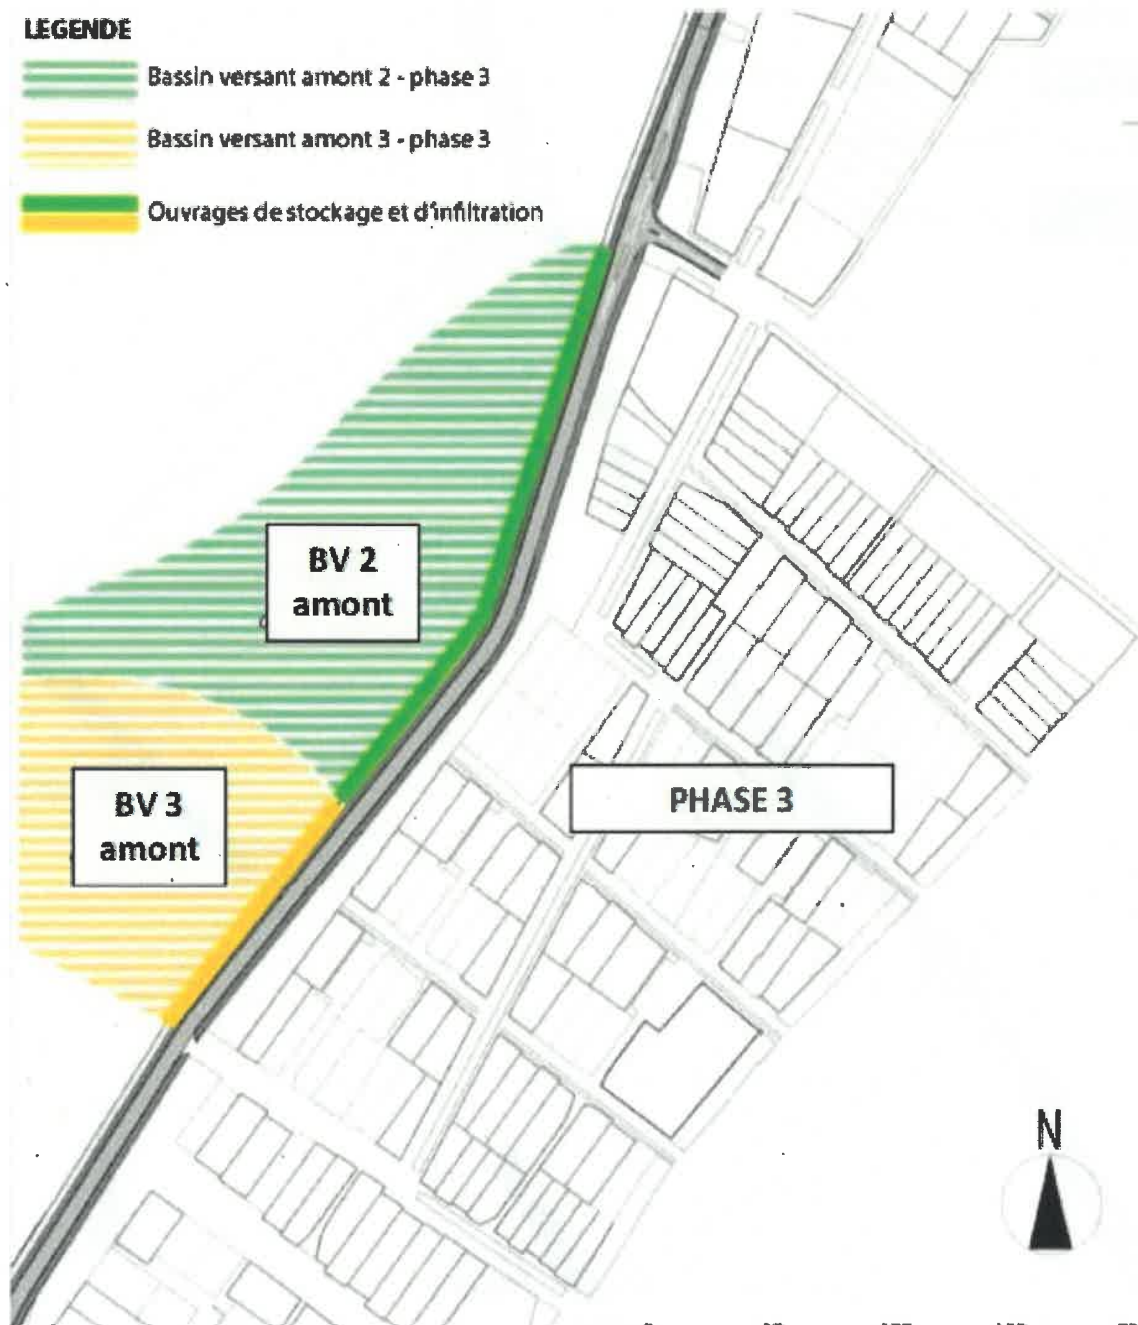 LEGENDE
Bassin versant amont 2 - phase 3
Bassin versant amont 3 - phase 3
Ouvrages de stockage et d'infiltration
BV 2
amont
BV 3
amont
PHASE 3
N